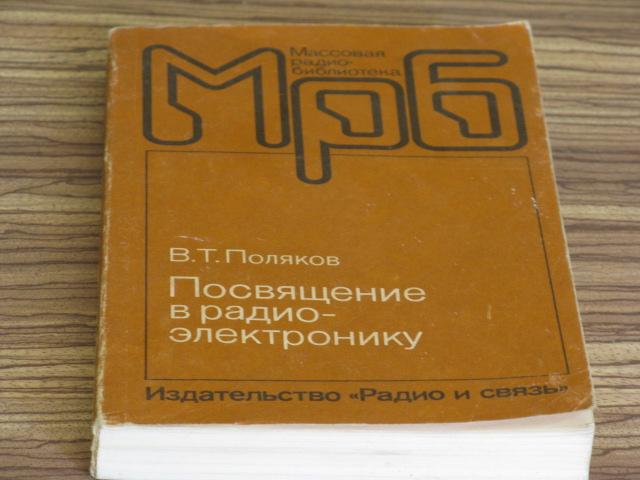 Массовая
радио-
библиотека
МРБ
В.Т. Поляков
Посвящение
в радио-
электронику
Издательство «Радио и связь»